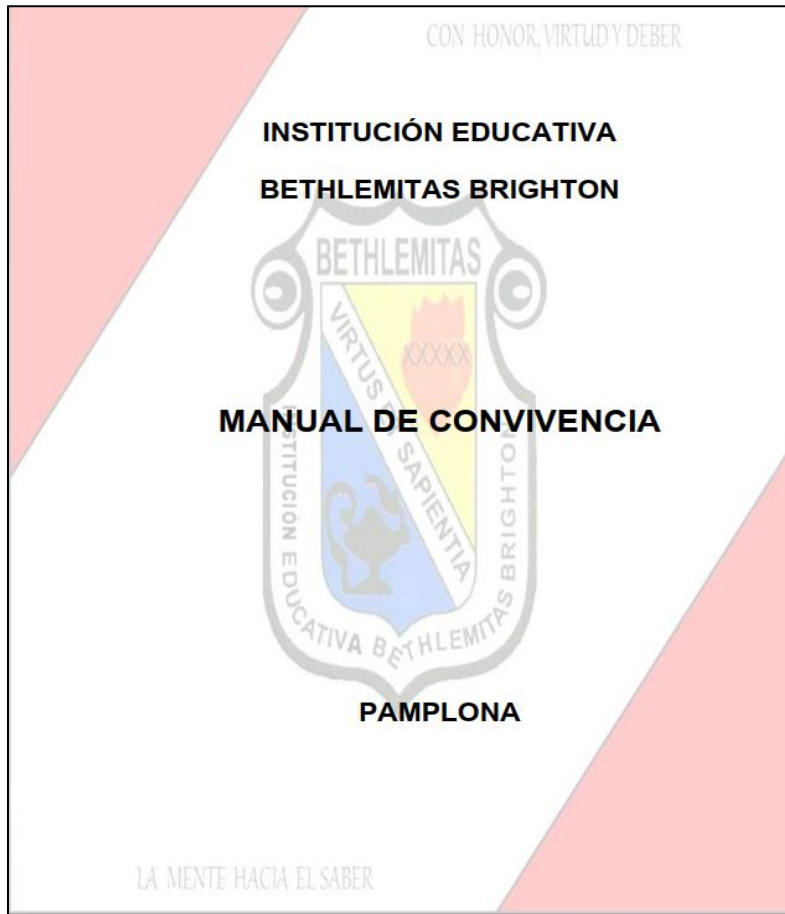 CON HONOR, VIRTUD Y DEBER
INSTITUCIÓN EDUCATIVA
BETHLEMITAS BRIGHTON
BETHLEMITAS
XXXXX
VIRTUS SAPIENTIA
MANUAL DE CONVIVENCIA
INSTITUCIÓN EDUCATIVA BETHLEMITAS BRIGHTON
PAMPLONA
LA MENTE HACIA EL SABER